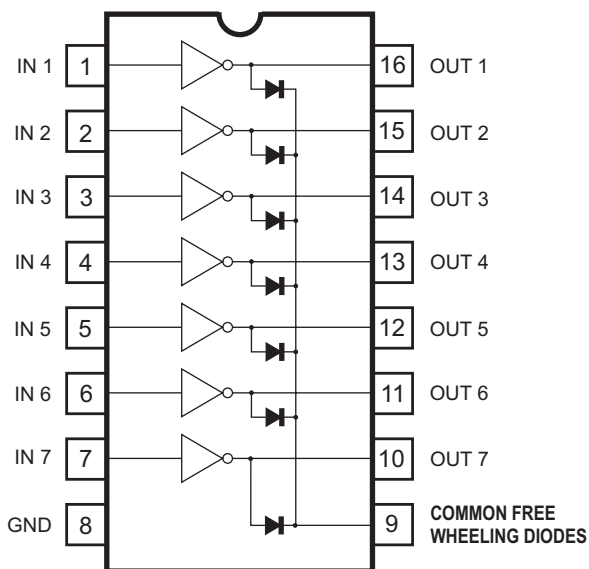 IN 1 1 16 OUT 1
IN 2 2 15 OUT 2
IN 3 3 14 OUT 3
IN 4 4 13 OUT 4
IN 5 5 12 OUT 5
IN 6 6 11 OUT 6
IN 7 7 10 OUT 7
GND 8 9 COMMON FREE
WHEELING DIODES